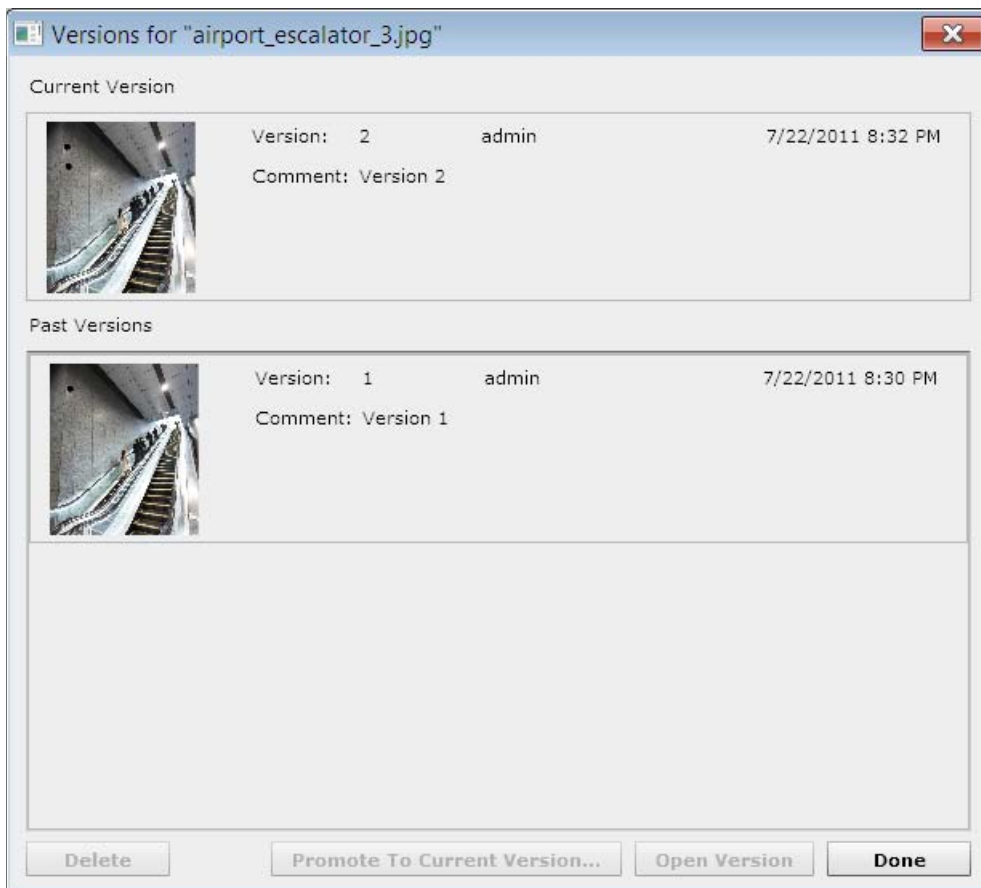 Versions for "airport_escalator_3.jpg"
Current Version
Version: 2 admin 7/22/2011 8:32 PM
Comment: Version 2
Past Versions
Version: 1 admin 7/22/2011 8:30 PM
Comment: Version 1
Delete Promote To Current Version... Open Version Done